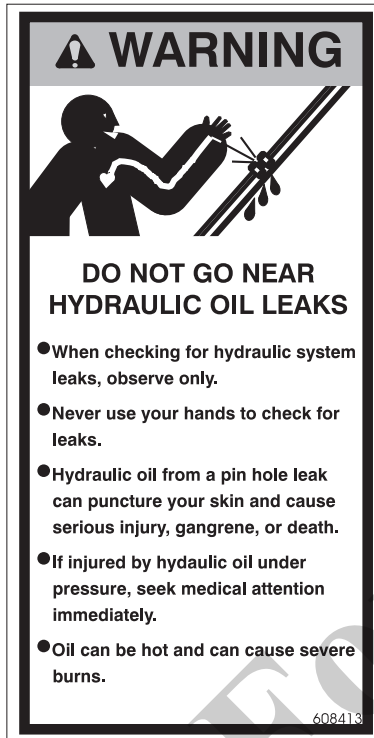 WARNING
DO NOT GO NEAR
HYDRAULIC OIL LEAKS
●When checking for hydraulic system
leaks, observe only.
●Never use your hands to check for
leaks.
●Hydraulic oil from a pin hole leak
can puncture your skin and cause
serious injury, gangrene, or death.
●If injured by hydaulic oil under
pressure, seek medical attention
immediately.
●Oil can be hot and can cause severe
burns.
608413